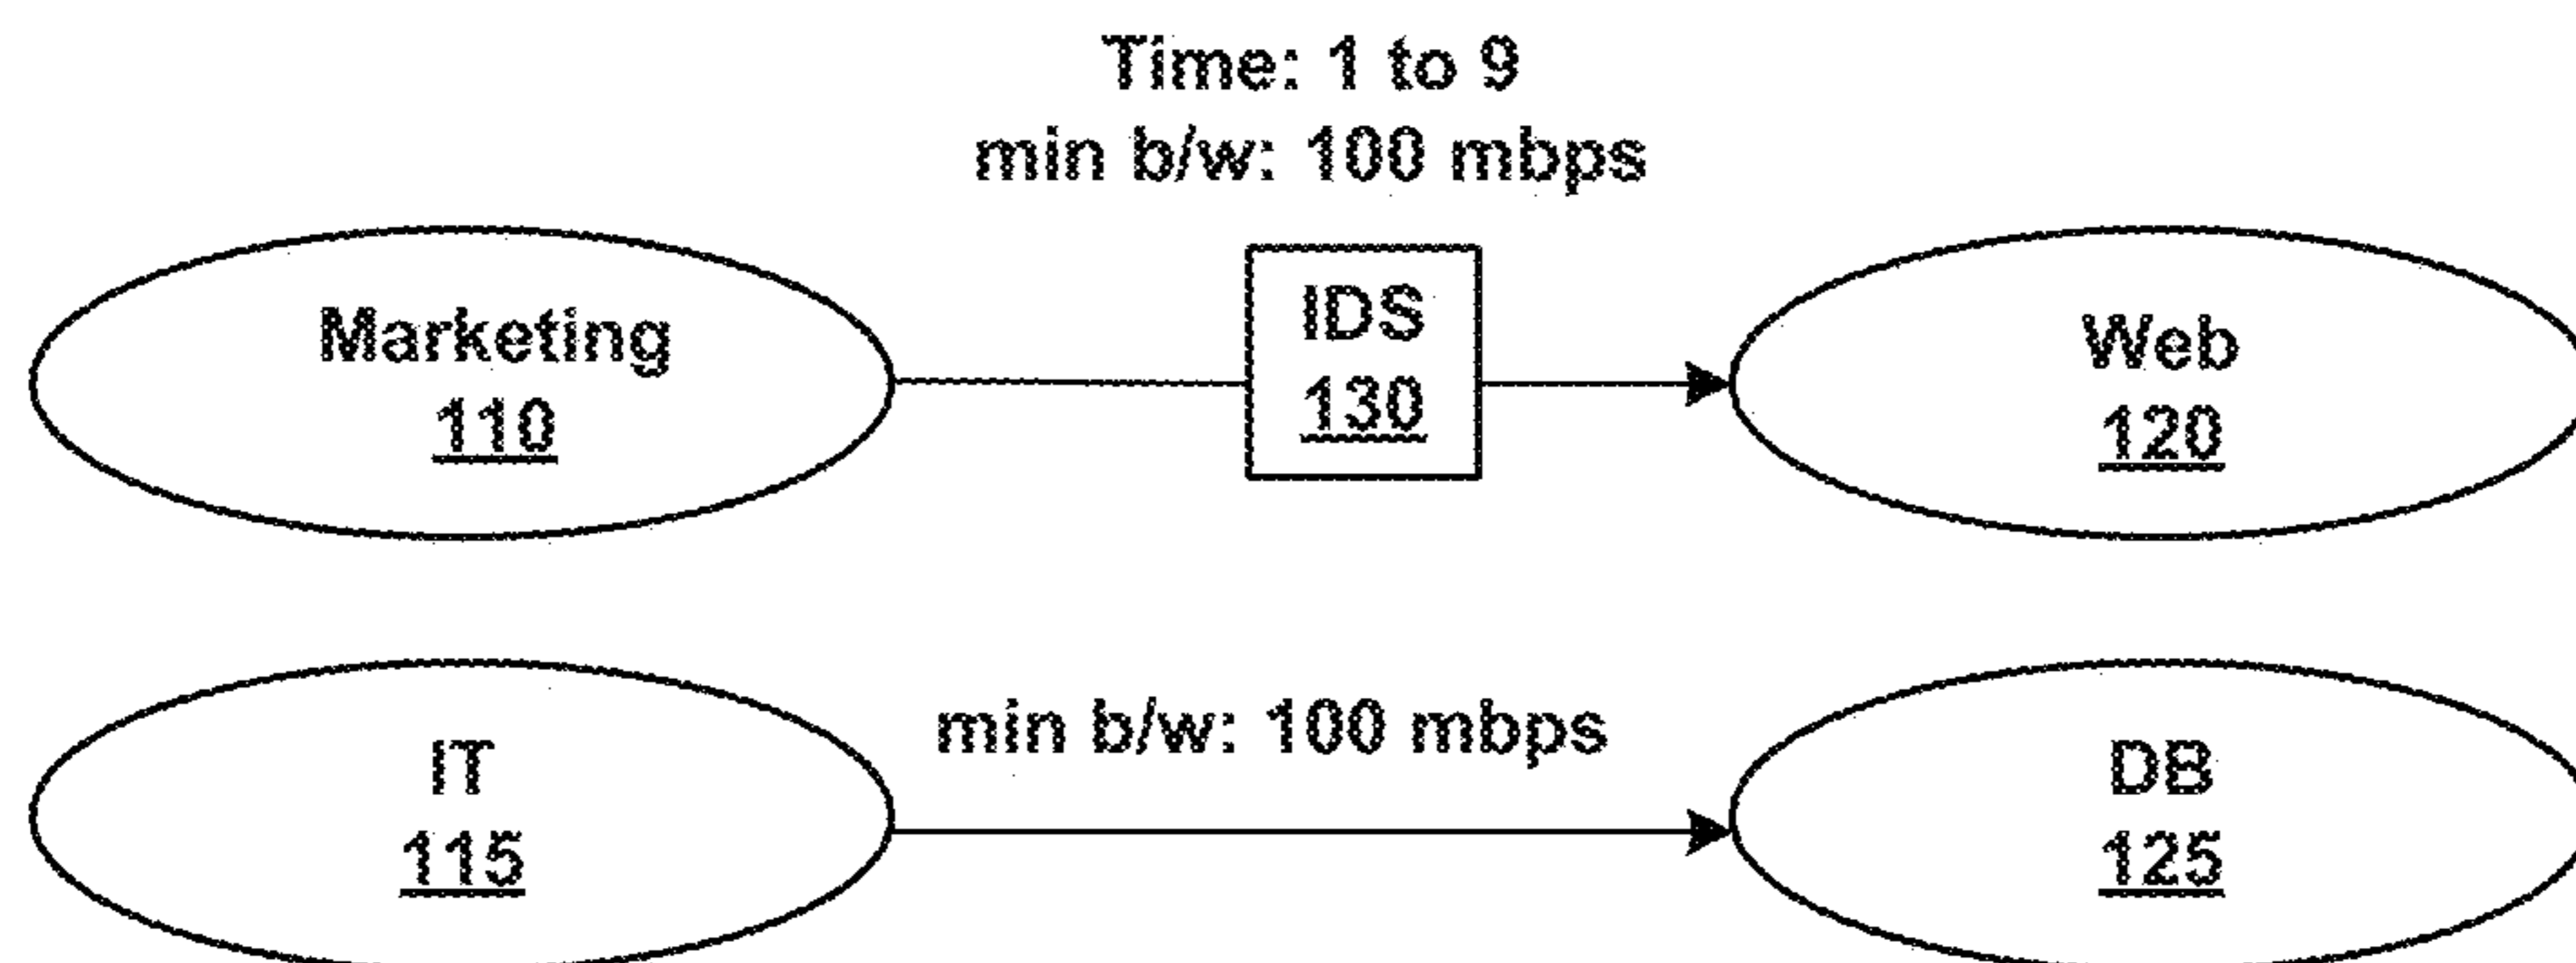 Time: 1 to 9
min b/w: 100 mbps
Marketing
110
IDS
130
Web
120
IT
115
min b/w: 100 mbps
DB
125